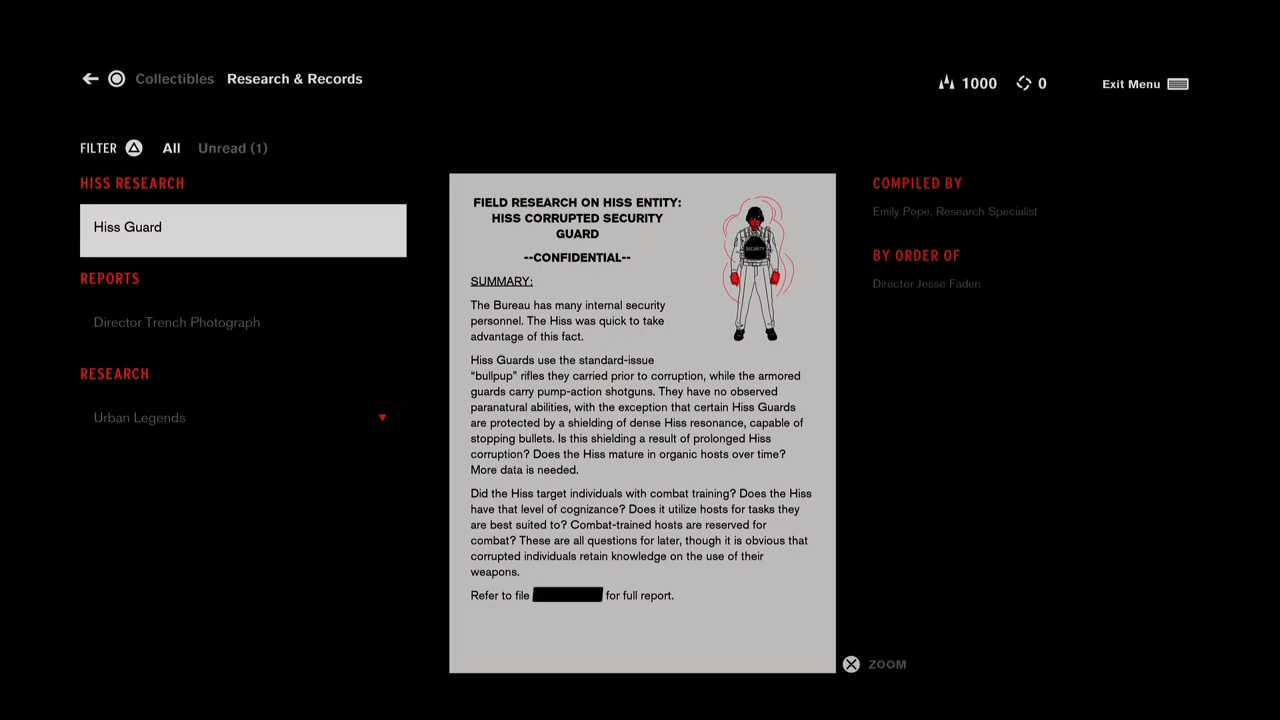 Collectibles Research & Records
1000 0 Exit Menu
FILTER All Unread (1)
HISS RESEARCH
Hiss Guard
REPORTS
Director Trench Photograph
RESEARCH
Urban Legends
FIELD RESEARCH ON HISS ENTITY:
HISS CORRUPTED SECURITY
GUARD
--CONFIDENTIAL--
SECURITY
SUMMARY:
The Bureau has many internal security
personnel. The Hiss was quick to take
advantage of this fact.
Hiss Guards use the standard-issue
“bullpup” rifles they carried prior to corruption, while the armored
guards carry pump-action shotguns. They have no observed
paranatural abilities, with the exception that certain Hiss Guards
are protected by a shielding of dense Hiss resonance, capable of
stopping bullets. Is this shielding a result of prolonged Hiss
corruption? Does the Hiss mature in organic hosts over time?
More data is needed.
Did the Hiss target individuals with combat training? Does the Hiss
have that level of cognizance? Does it utilize hosts for tasks they
are best suited to? Combat-trained hosts are reserved for
combat? These are all questions for later, though it is obvious that
corrupted individuals retain knowledge on the use of their
weapons.
Refer to file for full report.
COMPILED BY
Emily Pope, Research Specialist
BY ORDER OF
Director Jesse Faden
ZOOM